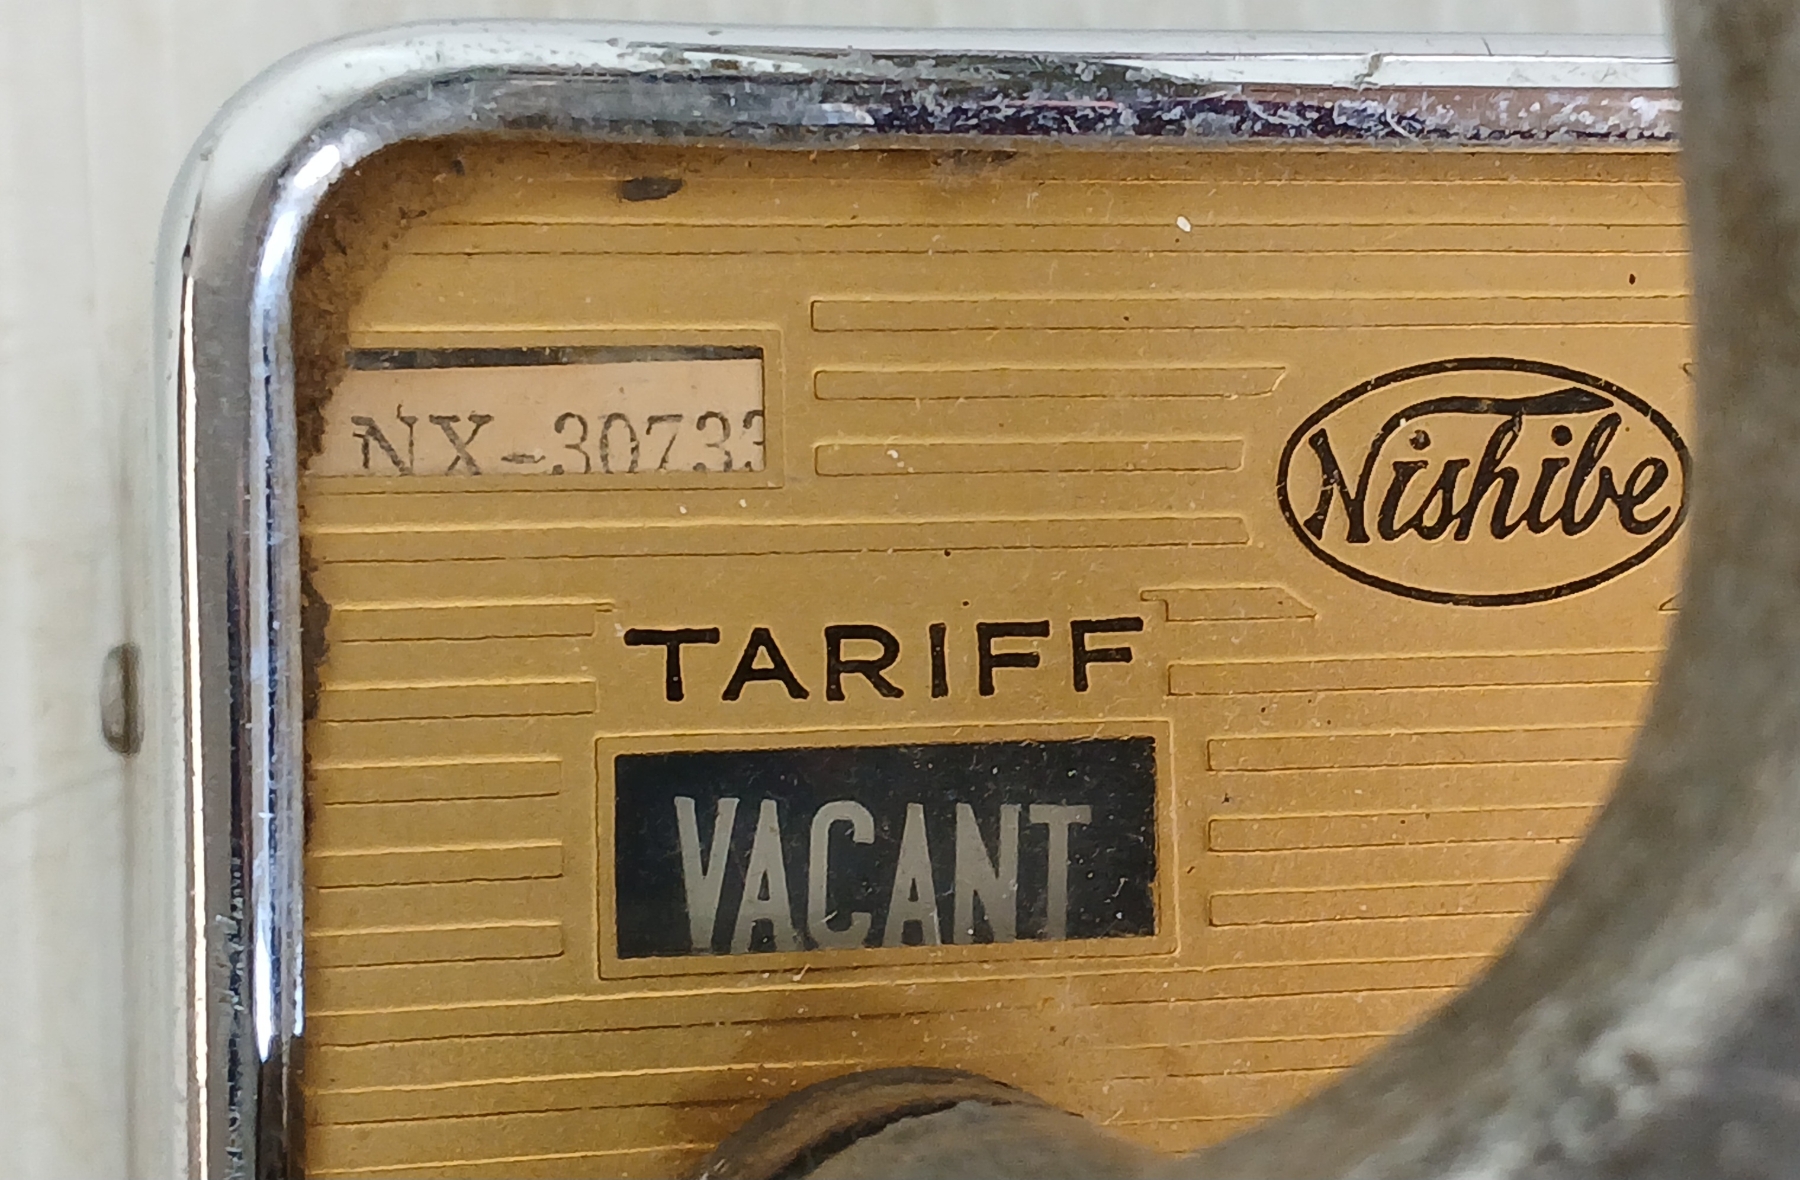 NX-30733
Nishibe
TARIFF
VACANT